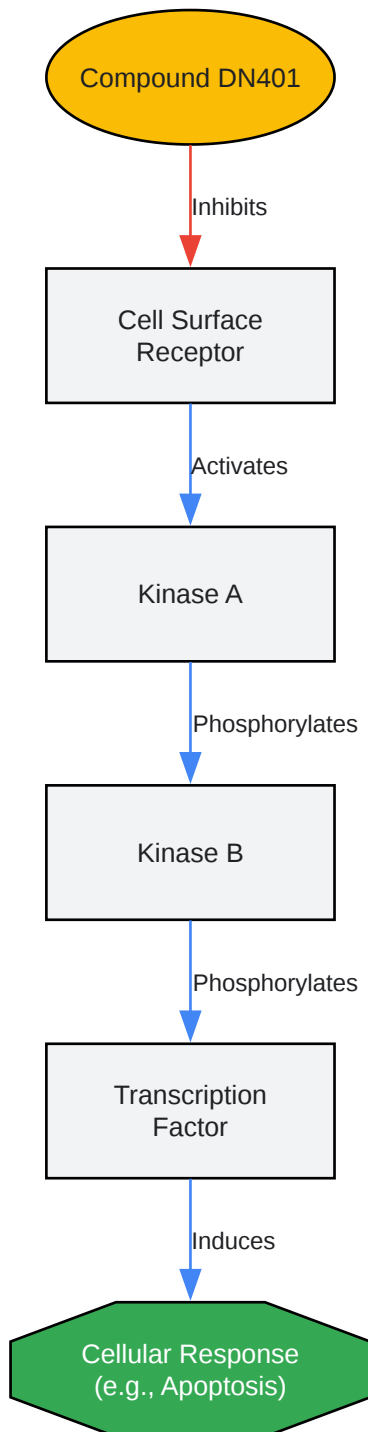 Compound DN401
Inhibits
Cell Surface
Receptor
Activates
Kinase A
Phosphorylates
Kinase B
Phosphorylates
Transcription
Factor
Induces
Cellular Response
(e.g., Apoptosis)